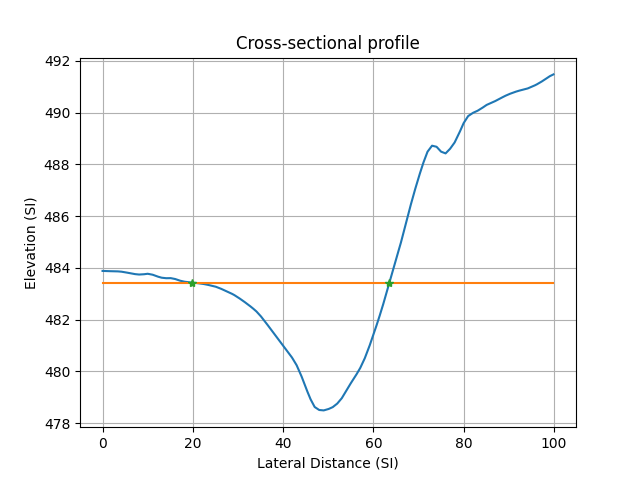 Cross-sectional profile
492
490
488
486
484
482
480
478
Elevation (SI)
0 20 40 60 80 100
Lateral Distance (SI)